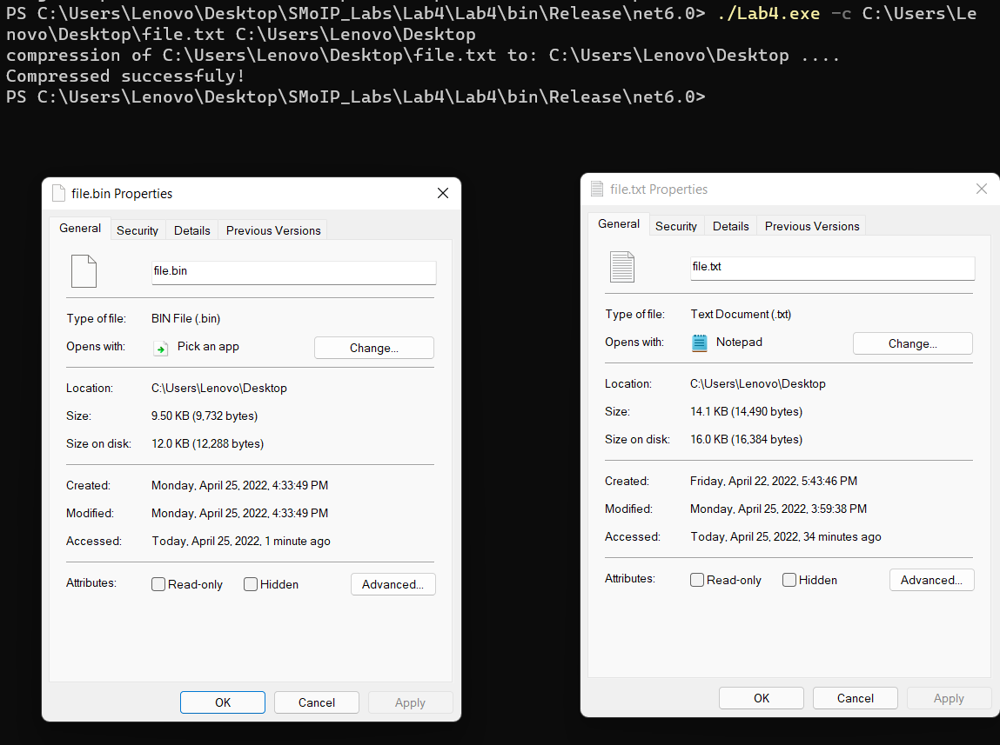 PS C:\Users\Lenovo\Desktop\SMoIP_Labs\Lab4\Lab4\bin\Release\net6.0> ./Lab4.exe -c C:\Users\Le
novo\Desktop\file.txt C:\Users\Lenovo\Desktop
compression of C:\Users\Lenovo\Desktop\file.txt to: C:\Users\Lenovo\Desktop ....
Compressed successfuly!
PS C:\Users\Lenovo\Desktop\SMoIP_Labs\Lab4\Lab4\bin\Release\net6.0>
file.bin Properties
General Security Details Previous Versions
file.bin
Type of file: BIN File (.bin)
Opens with: Pick an app Change...
Location: C:\Users\Lenovo\Desktop
Size: 9.50 KB (9,732 bytes)
Size on disk: 12.0 KB (12,288 bytes)
Created: Monday, April 25, 2022, 4:33:49 PM
Modified: Monday, April 25, 2022, 4:33:49 PM
Accessed: Today, April 25, 2022, 1 minute ago
Attributes: Read-only Hidden Advanced...
OK Cancel Apply
file.txt Properties
General Security Details Previous Versions
file.txt
Type of file: Text Document (.txt)
Opens with: Notepad Change...
Location: C:\Users\Lenovo\Desktop
Size: 14.1 KB (14,490 bytes)
Size on disk: 16.0 KB (16,384 bytes)
Created: Friday, April 22, 2022, 5:43:46 PM
Modified: Monday, April 25, 2022, 3:59:38 PM
Accessed: Today, April 25, 2022, 34 minutes ago
Attributes: Read-only Hidden Advanced...
OK Cancel Apply